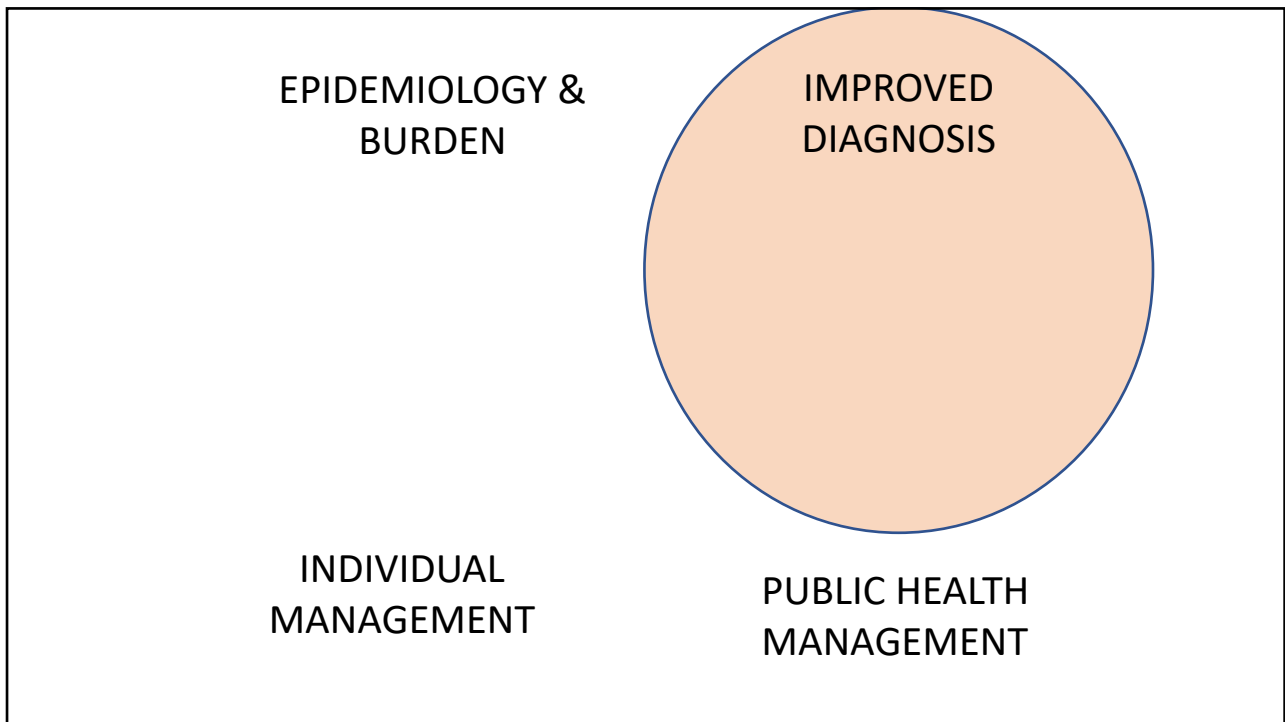 EPIDEMIOLOGY &
BURDEN
IMPROVED
DIAGNOSIS
INDIVIDUAL
MANAGEMENT
PUBLIC HEALTH
MANAGEMENT